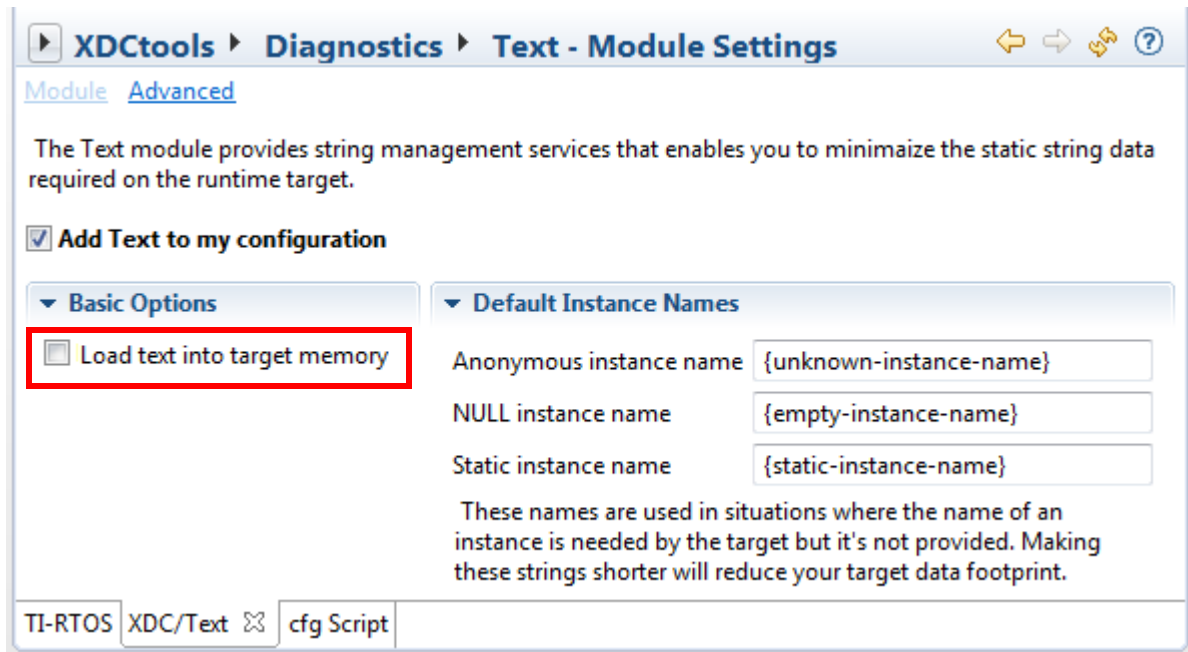 XDCtools Diagnostics Text - Module Settings
Module Advanced
The Text module provides string management services that enables you to minimaize the static string data
required on the runtime target.
Add Text to my configuration
Basic Options
Load text into target memory
Default Instance Names
Anonymous instance name {unknown-instance-name}
NULL instance name {empty-instance-name}
Static instance name {static-instance-name}
These names are used in situations where the name of an
instance is needed by the target but it's not provided. Making
these strings shorter will reduce your target data footprint.
TI-RTOS XDC/Text cfg Script